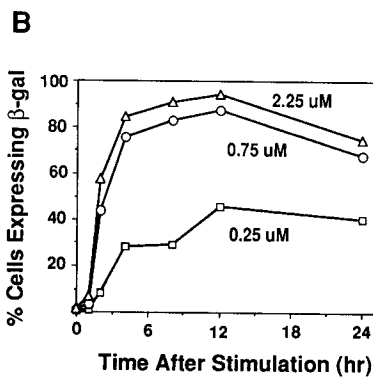 B
% Cells Expressing β-gal
100
80
60
40
20
2.25 uM
0.75 uM
0.25 uM
0 6 12 18 24
Time After Stimulation (hr)